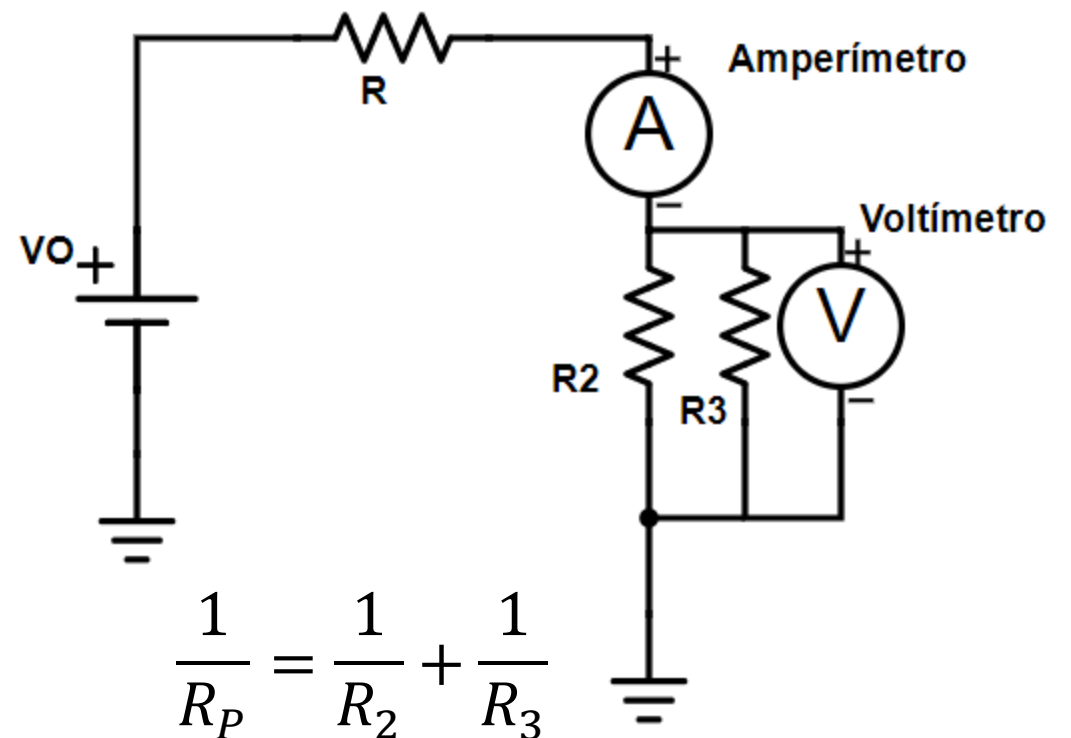 R
+
Amperímetro
A
−
Voltímetro
VO
+
+
V
R2
R3
−
1/R_P = 1/R_2 + 1/R_3